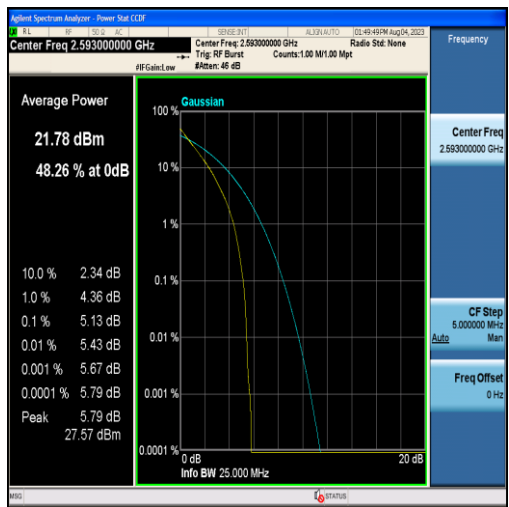 Agilent Spectrum Analyzer - Power Stat CCDF
RL RF 50 Ω AC SENSE:INT ALIGN AUTO 01:49:49 PM Aug 04, 2023
Center Freq 2.593000000 GHz
Center Freq: 2.593000000 GHz Radio Std: None
Trig: RF Burst Counts:1.00 M/1.00 Mpt
#IFGain:Low #Atten: 46 dB
Frequency
Average Power
21.78 dBm
48.26 % at 0dB
10.0 % 2.34 dB
1.0 % 4.36 dB
0.1 % 5.13 dB
0.01 % 5.43 dB
0.001 % 5.67 dB
0.0001 % 5.79 dB
Peak 5.79 dB
27.57 dBm
Gaussian
100 %
10 %
1 %
0.1 %
0.01 %
0.001 %
0.0001 %
0 dB 20 dB
Info BW 25.000 MHz
Center Freq
2.593000000 GHz
CF Step
5.000000 MHz
Auto Man
Freq Offset
0 Hz
MSG STATUS